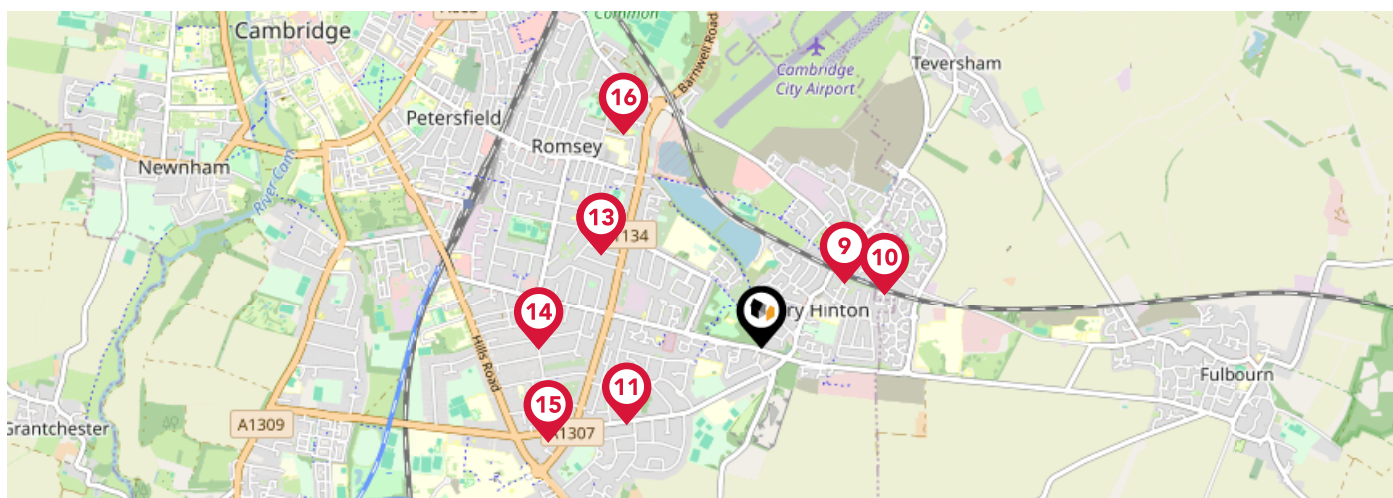 Common
Cambridge
Barnwell Road
Teversham
Cambridge
City Airport
16
Petersfield
Romsey
Newnham
River Cam
13
1134
9
10
14
ry Hinton
Hills Road
11
Fulbourn
15
A1309
A1307
Grantchester